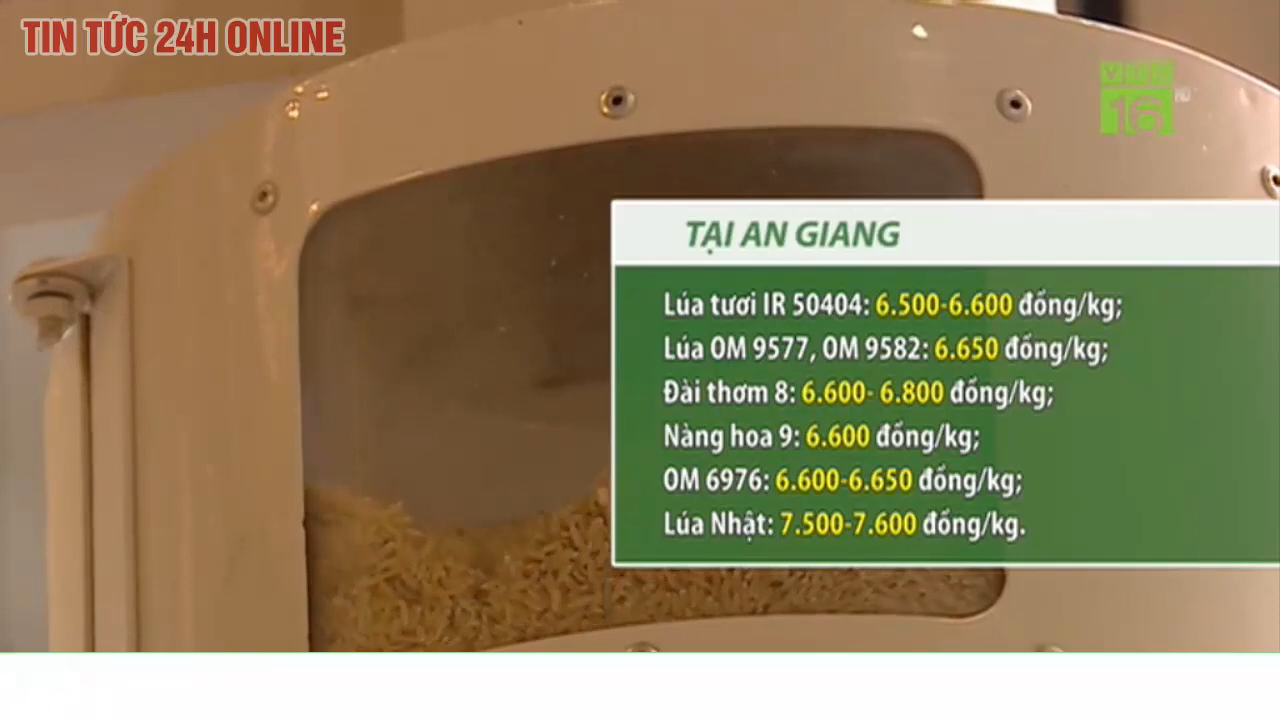 TIN TỨC 24H ONLINE
VTC
16
HD
TẠI AN GIANG
Lúa tươi IR 50404: 6.500-6.600 đồng/kg;
Lúa OM 9577, OM 9582: 6.650 đồng/kg;
Đài thơm 8: 6.600- 6.800 đồng/kg;
Nàng hoa 9: 6.600 đồng/kg;
OM 6976: 6.600-6.650 đồng/kg;
Lúa Nhật: 7.500-7.600 đồng/kg.